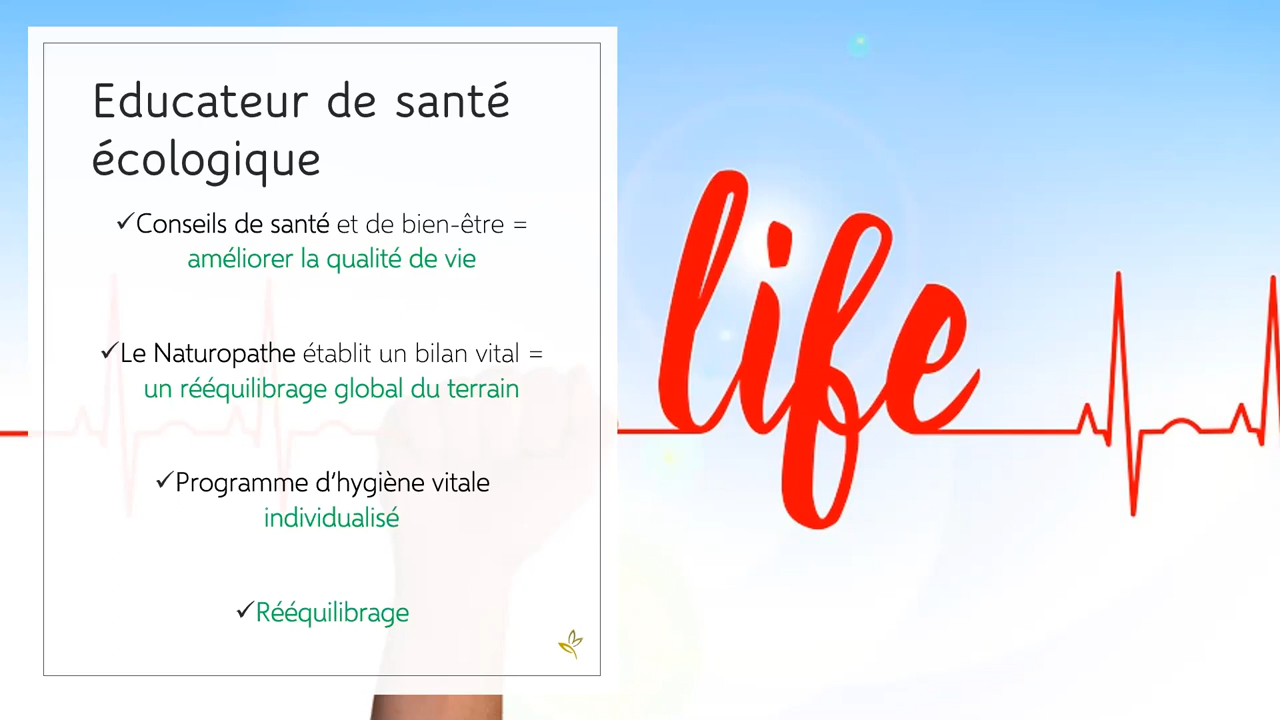 Educateur de santé
écologique
✓Conseils de santé et de bien-être =
améliorer la qualité de vie
✓Le Naturopathe établit un bilan vital =
un rééquilibrage global du terrain
✓Programme d’hygiène vitale
individualisé
✓Rééquilibrage
life